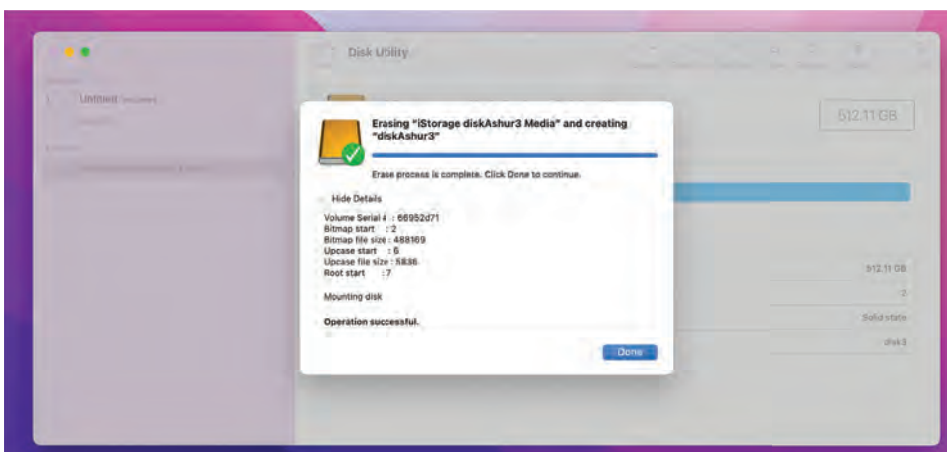 Disk Utility
Untitled
512.11 GB
Erasing "iStorage diskAshur3 Media" and creating
"diskAshur3"
Erase process is complete. Click Done to continue.
Hide Details
Volume Serial # : 66952d71
Bitmap start : 2
Bitmap file size : 488169
Upcase start : 6
Upcase file size : 5836
Root start : 7
Mounting disk
Operation successful.
Done
512.11 GB
2
Solid state
disk3